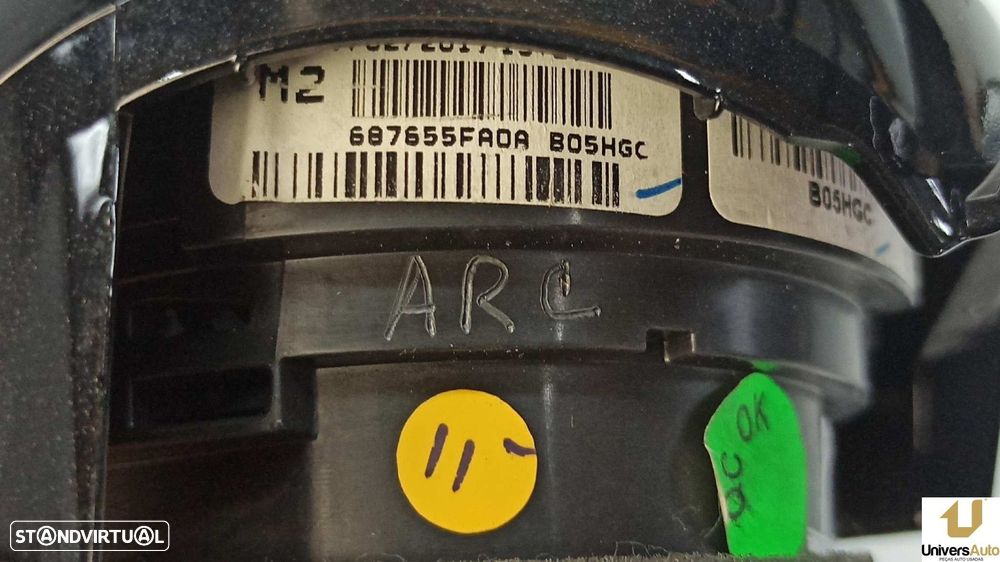 M2
687655FA0A B05HGC
B05HGC
ARC
11
QC OK
STANDVIRTUAL
UniversAuto
PEÇAS AUTO USADAS